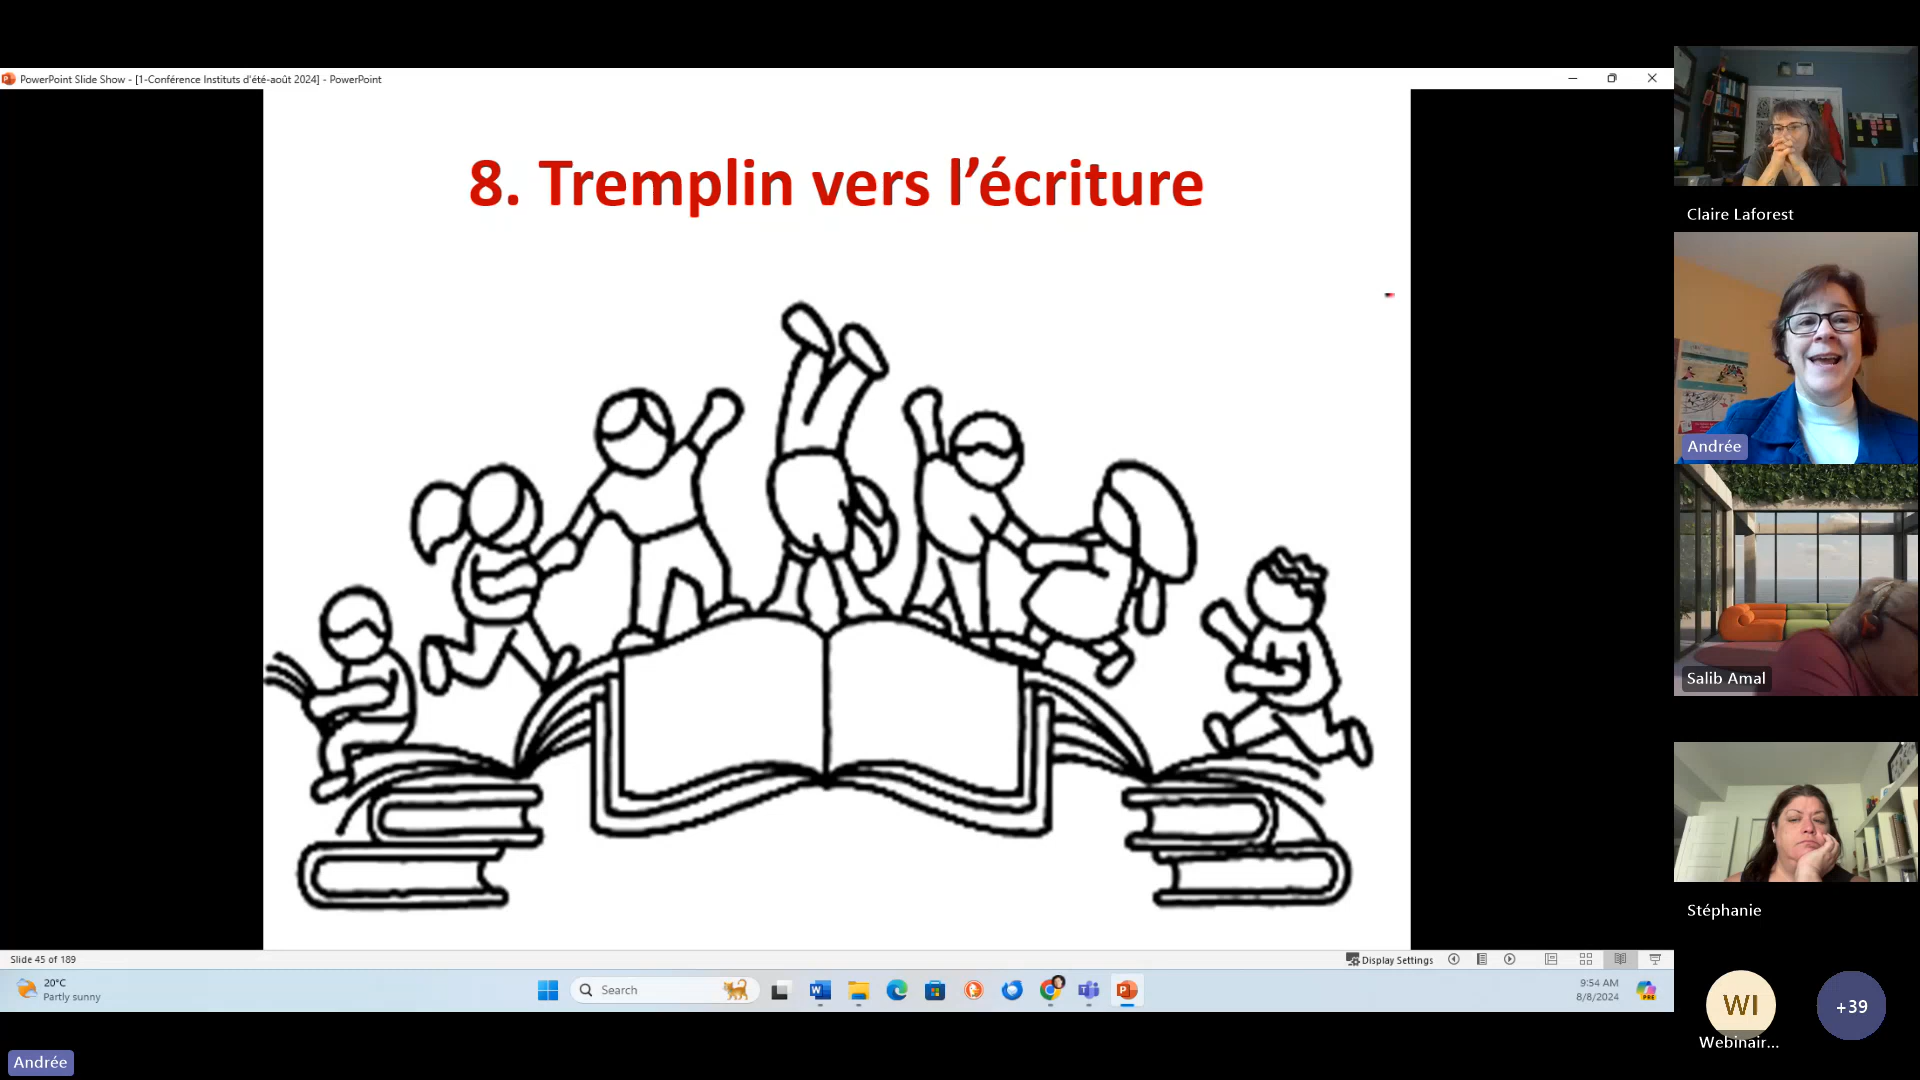 PowerPoint Slide Show - [1-Conférence Instituts d'été-août 2024] - PowerPoint
8. Tremplin vers l’écriture
Claire Laforest
Andrée
Salib Amal
Stéphanie
WI
Webinair...
+39
Slide 45 of 189
Display Settings
20°C
Partly sunny
Search
9:54 AM
8/8/2024
PRE
Andrée